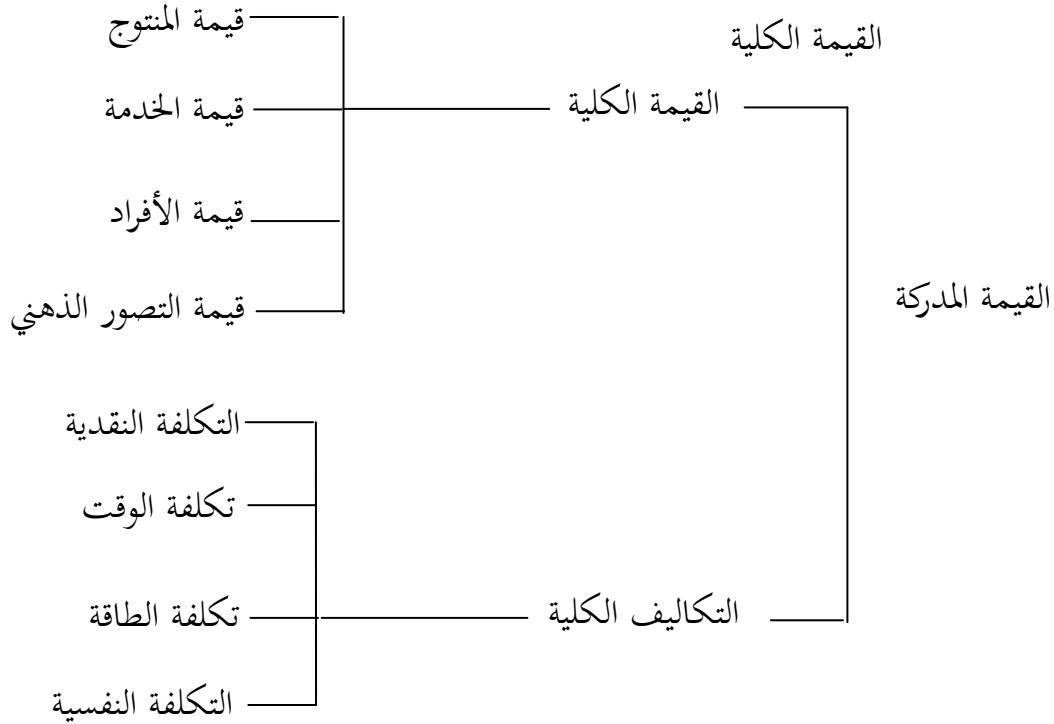 القيمة الكلية
قيمة المنتوج
القيمة الكلية
قيمة الخدمة
قيمة الأفراد
القيمة المدركة
قيمة التصور الذهني
التكلفة النقدية
تكلفة الوقت
التكاليف الكلية
تكلفة الطاقة
التكلفة النفسية